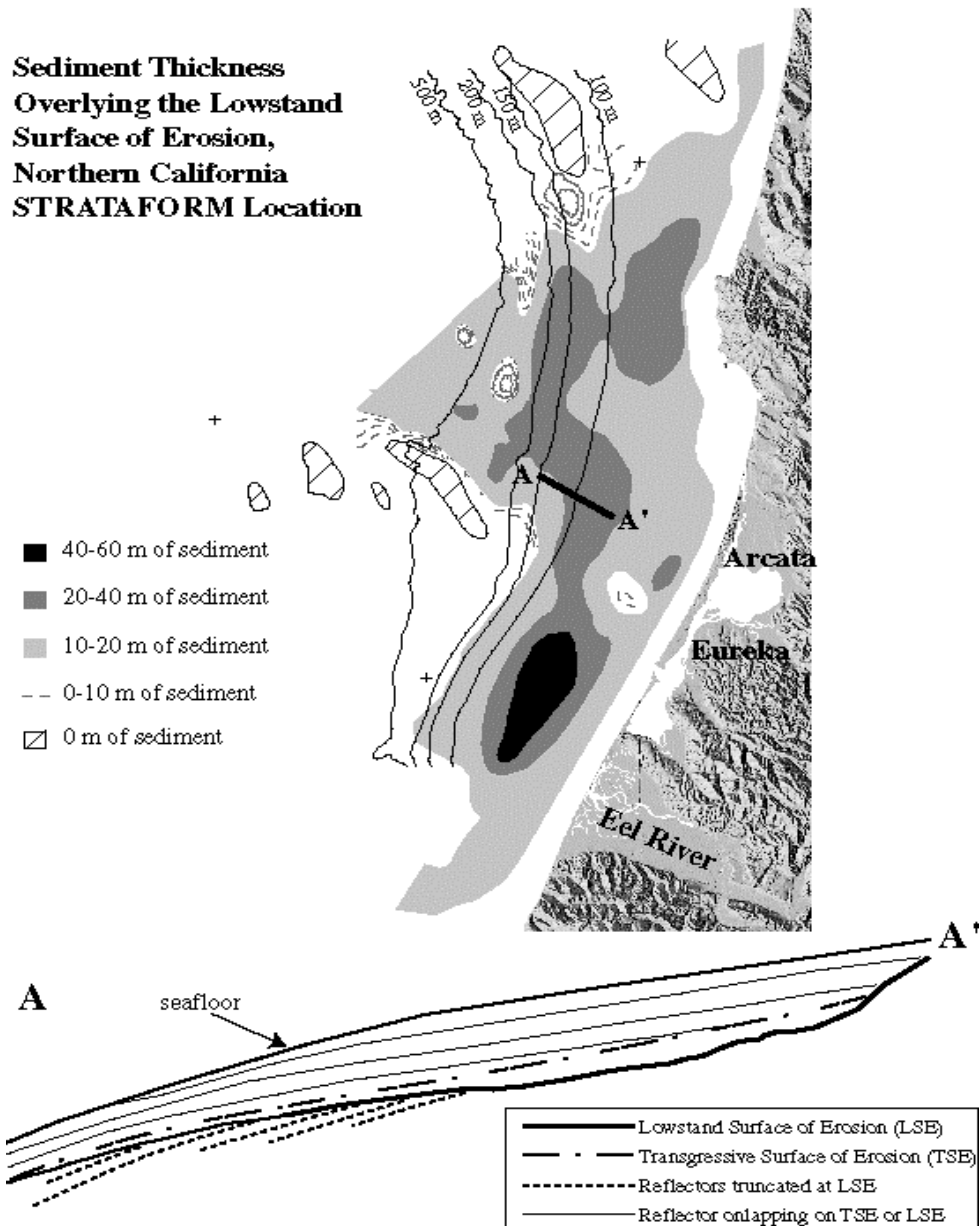 Sediment Thickness
Overlying the Lowstand
Surface of Erosion,
Northern California
STRATAFORM Location
500 m
200 m
150 m
100 m
A
A'
Arcata
Eureka
Eel River
40-60 m of sediment
20-40 m of sediment
10-20 m of sediment
0-10 m of sediment
0 m of sediment
A'
A
seafloor
Lowstand Surface of Erosion (LSE)
Transgressive Surface of Erosion (TSE)
Reflectors truncated at LSE
Reflector onlapping on TSE or LSE